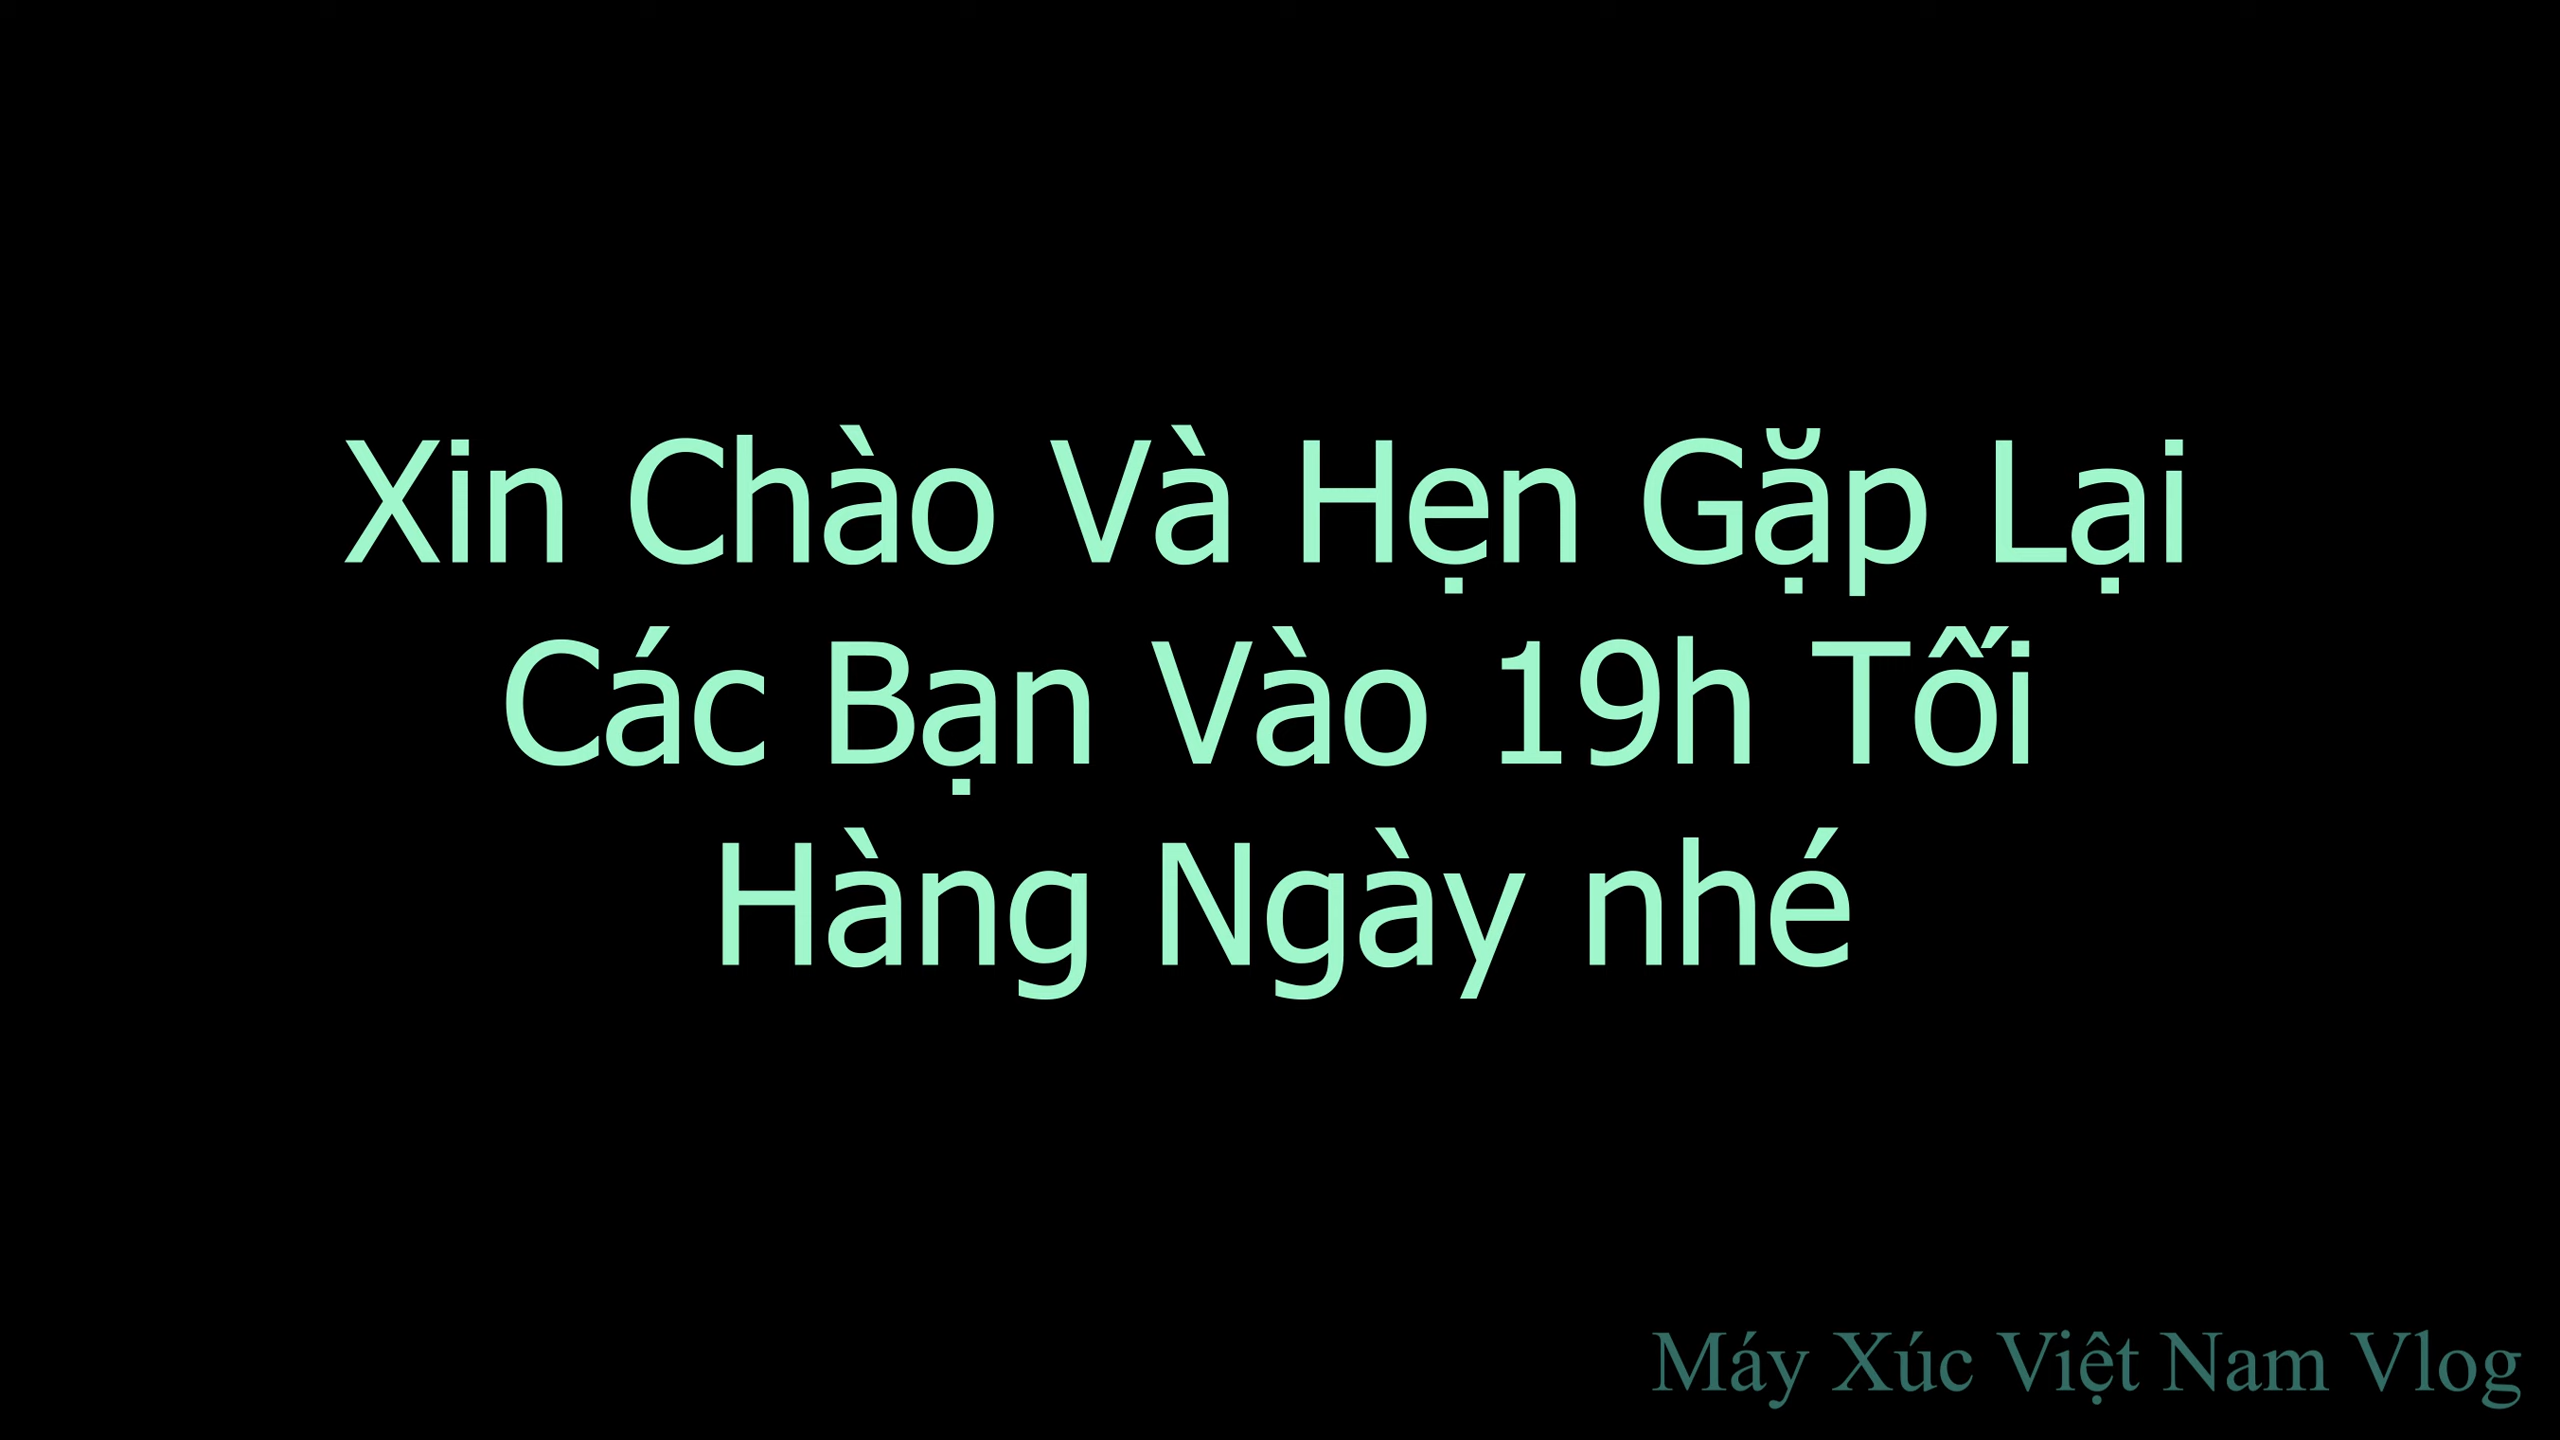 Xin Chào Và Hẹn Gặp Lại
Các Bạn Vào 19h Tối
Hàng Ngày nhé
Máy Xúc Việt Nam Vlog